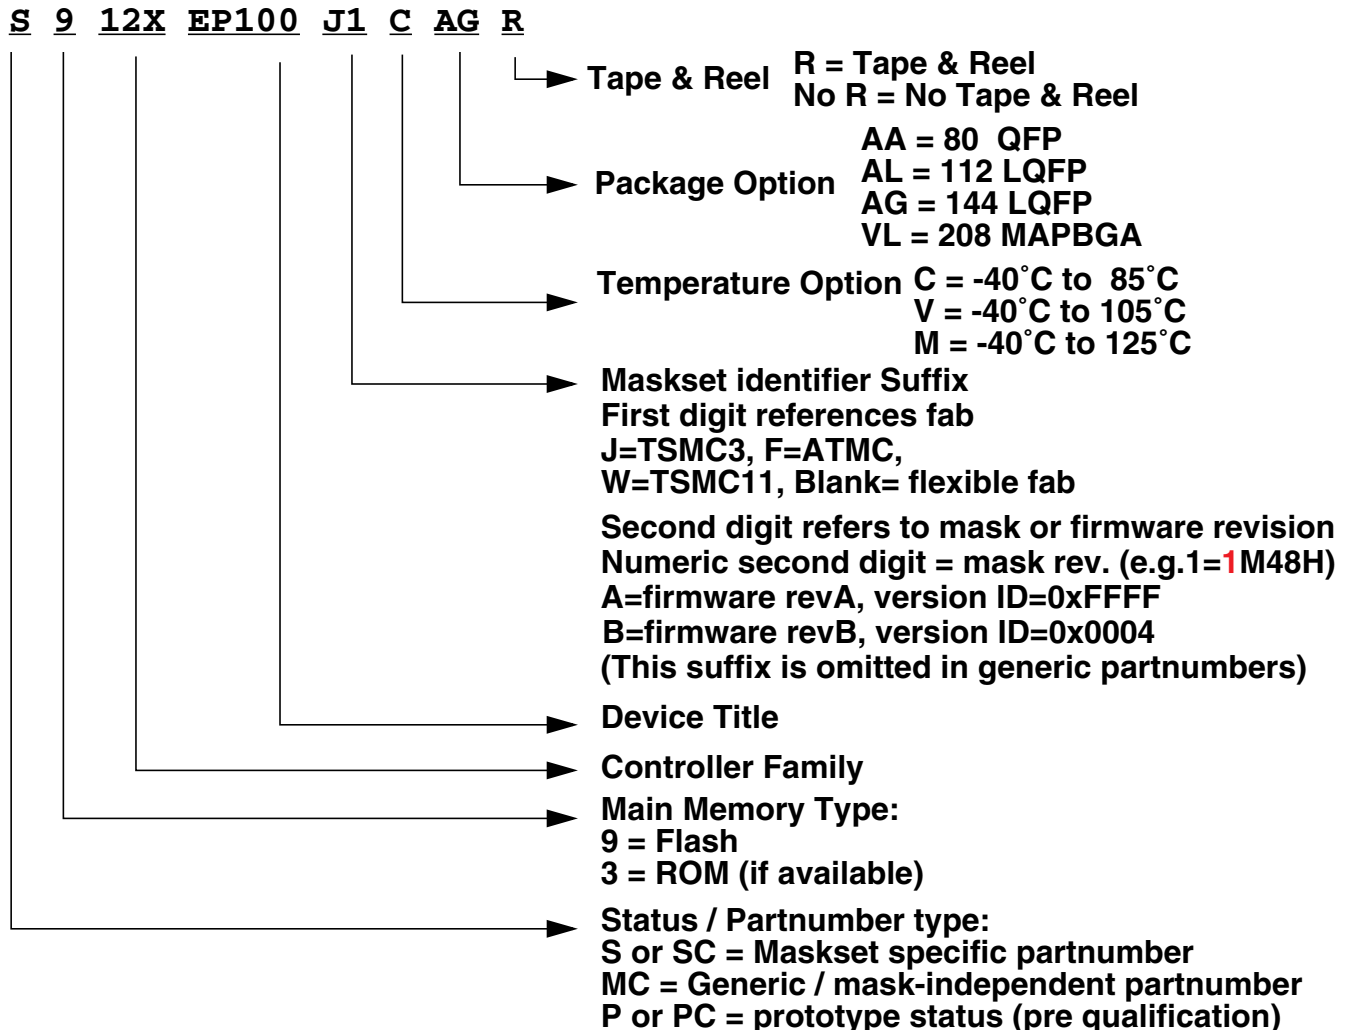 S 9 12X EP100 J1 C AG R
Tape & Reel
R = Tape & Reel
No R = No Tape & Reel
Package Option
AA = 80 QFP
AL = 112 LQFP
AG = 144 LQFP
VL = 208 MAPBGA
Temperature Option
C = -40˚C to 85˚C
V = -40˚C to 105˚C
M = -40˚C to 125˚C
Maskset identifier Suffix
First digit references fab
J=TSMC3, F=ATMC,
W=TSMC11, Blank= flexible fab
Second digit refers to mask or firmware revision
Numeric second digit = mask rev. (e.g.1=1M48H)
A=firmware revA, version ID=0xFFFF
B=firmware revB, version ID=0x0004
(This suffix is omitted in generic partnumbers)
Device Title
Controller Family
Main Memory Type:
9 = Flash
3 = ROM (if available)
Status / Partnumber type:
S or SC = Maskset specific partnumber
MC = Generic / mask-independent partnumber
P or PC = prototype status (pre qualification)